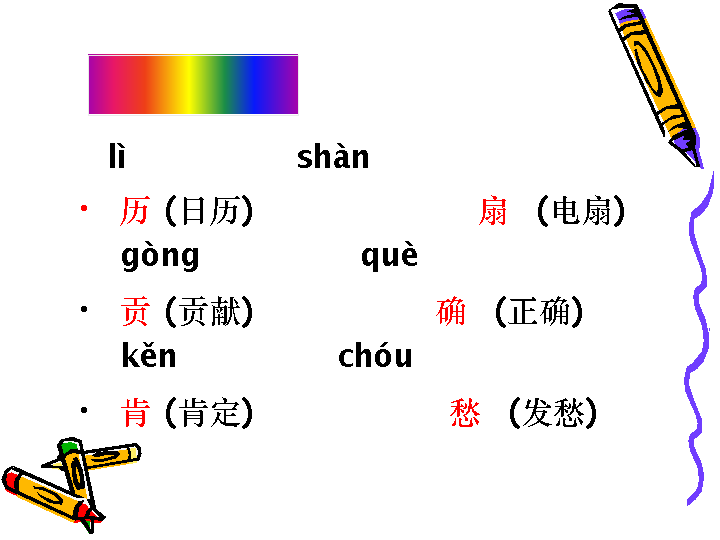 lì shàn
• 历 (日历) 扇 (电扇)
gòng què
• 贡 (贡献) 确 (正确)
kěn chóu
• 肯 (肯定) 愁 (发愁)